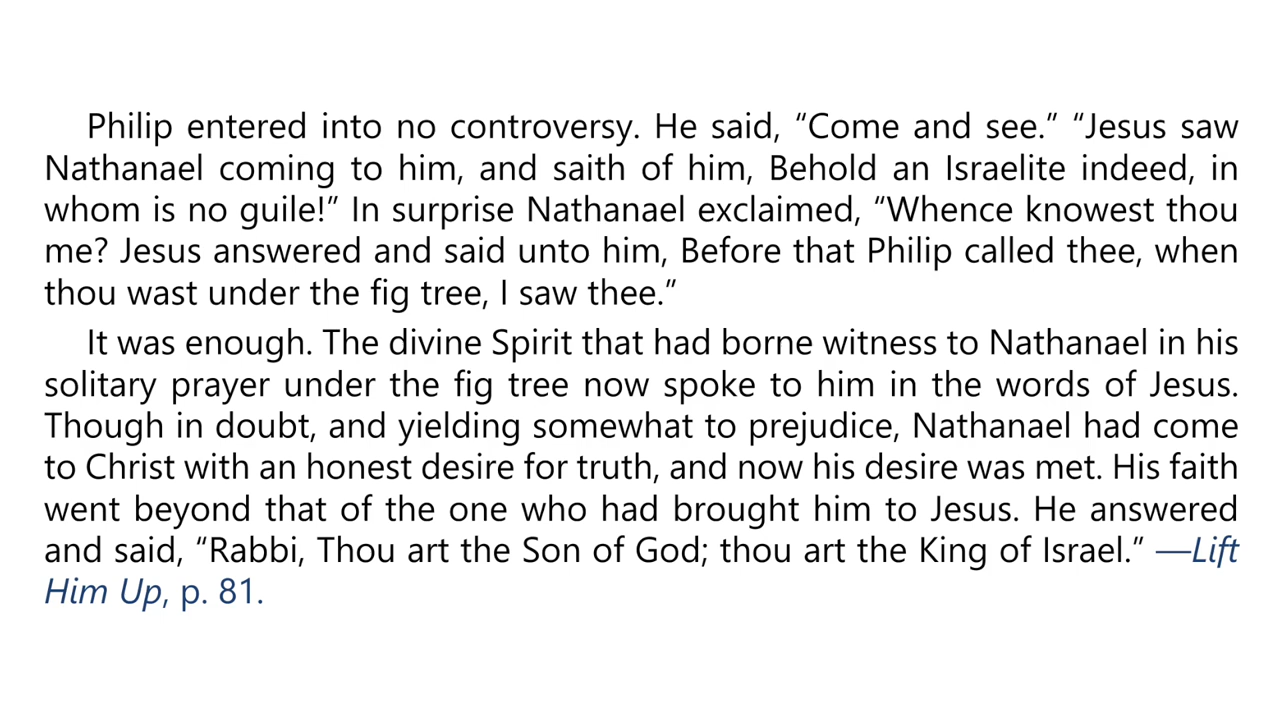 Philip entered into no controversy. He said, “Come and see.” “Jesus saw
Nathanael coming to him, and saith of him, Behold an Israelite indeed, in
whom is no guile!” In surprise Nathanael exclaimed, “Whence knowest thou
me? Jesus answered and said unto him, Before that Philip called thee, when
thou wast under the fig tree, I saw thee.”
It was enough. The divine Spirit that had borne witness to Nathanael in his
solitary prayer under the fig tree now spoke to him in the words of Jesus.
Though in doubt, and yielding somewhat to prejudice, Nathanael had come
to Christ with an honest desire for truth, and now his desire was met. His faith
went beyond that of the one who had brought him to Jesus. He answered
and said, “Rabbi, Thou art the Son of God; thou art the King of Israel.” —Lift
Him Up, p. 81.